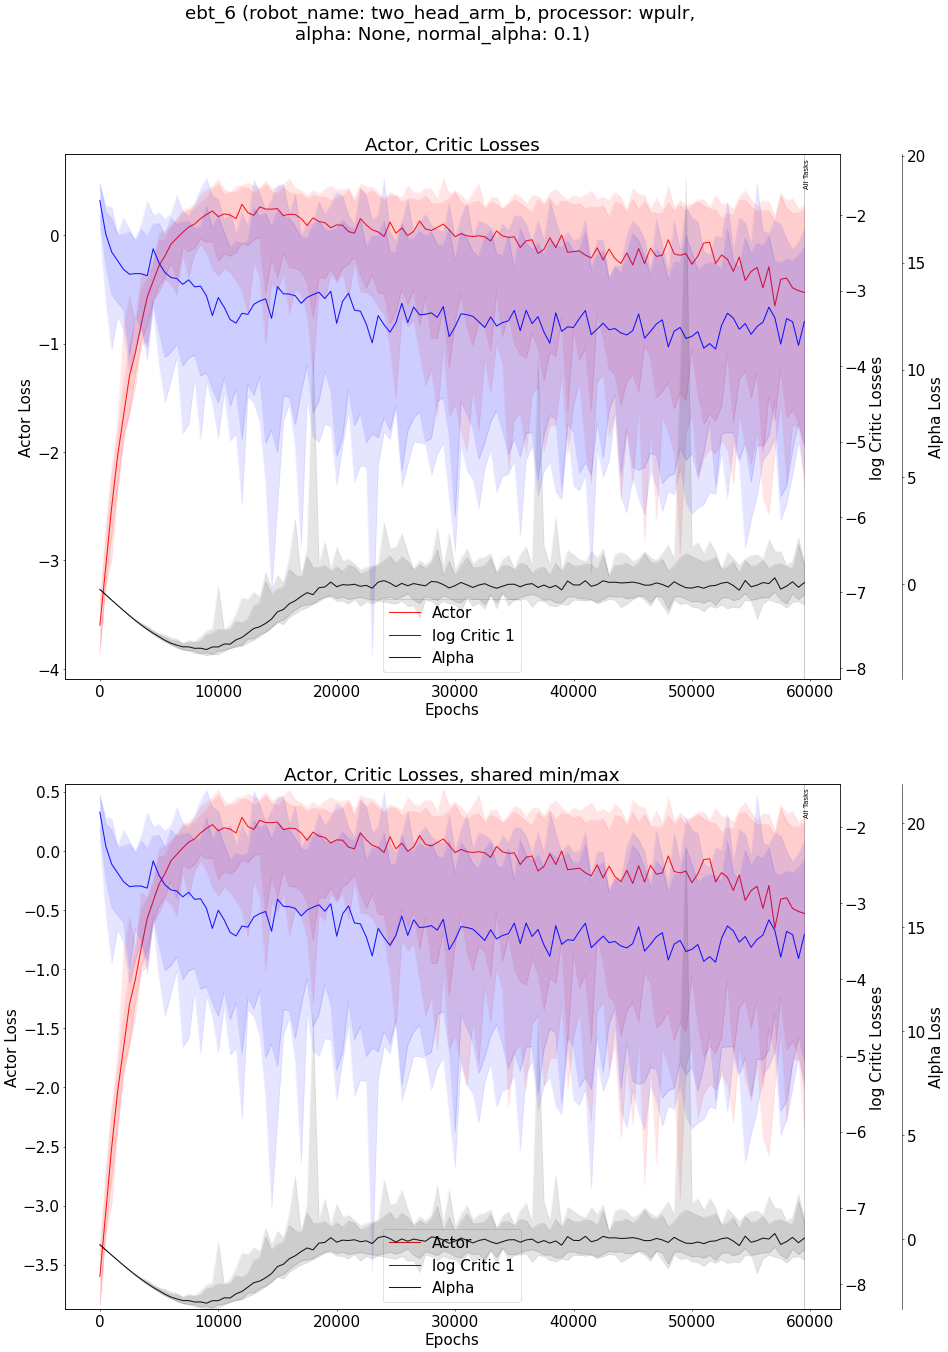 ebt_6 (robot_name: two_head_arm_b, processor: wpulr,
alpha: None, normal_alpha: 0.1)
Actor, Critic Losses
All Tasks
Actor Loss
0
−1
−2
−3
−4
log Critic Losses
−2
−3
−4
−5
−6
−7
−8
Alpha Loss
20
15
10
5
0
Actor
log Critic 1
Alpha
0 10000 20000 30000 40000 50000 60000
Epochs
Actor, Critic Losses, shared min/max
All Tasks
Actor Loss
0.5
0.0
−0.5
−1.0
−1.5
−2.0
−2.5
−3.0
−3.5
log Critic Losses
−2
−3
−4
−5
−6
−7
−8
Alpha Loss
20
15
10
5
0
Actor
log Critic 1
Alpha
0 10000 20000 30000 40000 50000 60000
Epochs